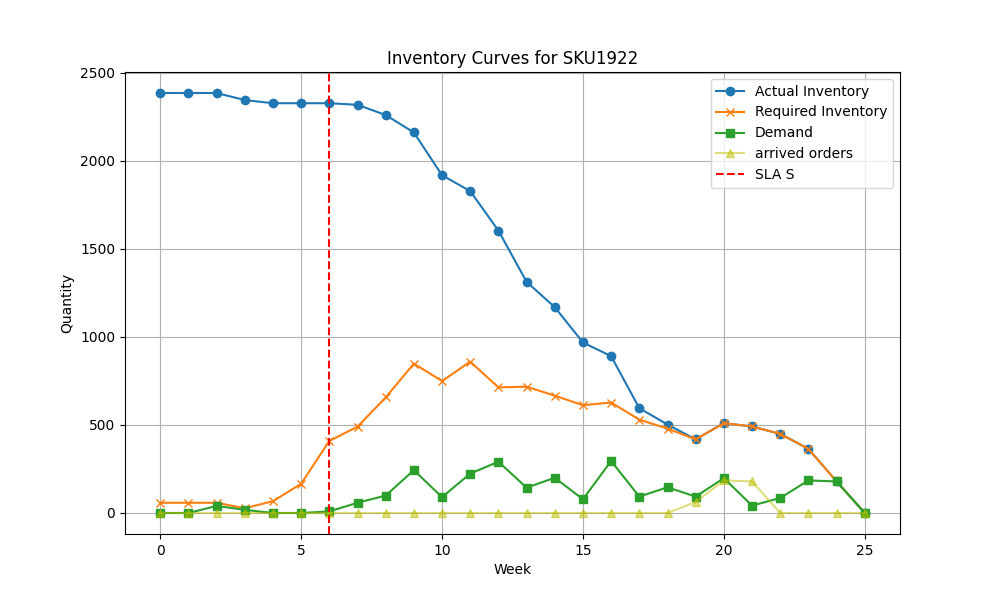 Inventory Curves for SKU1922
2500
2000
1500
1000
500
0
Quantity
Actual Inventory
Required Inventory
Demand
arrived orders
SLA S
0 5 10 15 20 25
Week